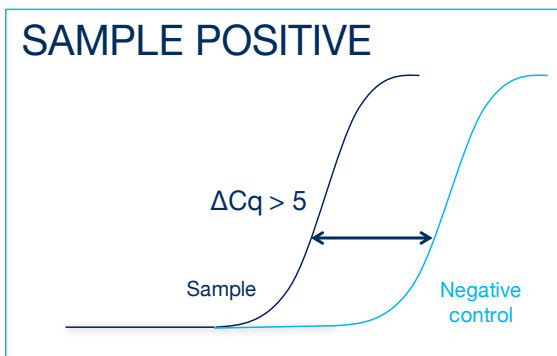 SAMPLE POSITIVE
ΔCq > 5
Sample
Negative
control